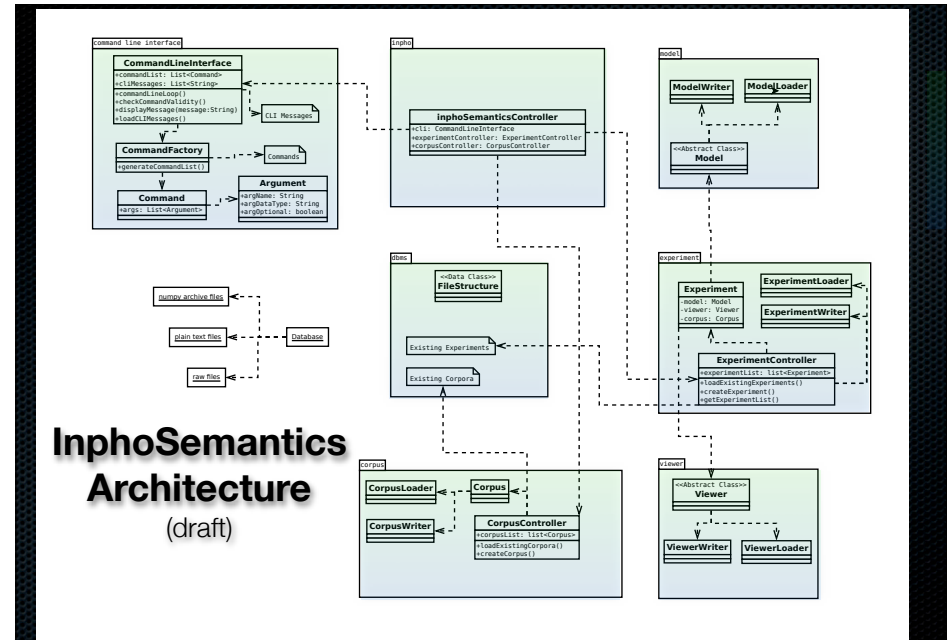 command line interface
CommandLineInterface
+commandList: List<Command>
+cliMessages: List<String>
+commandLineLoop()
+checkCommandValidity()
+displayMessage(message:String)
+loadCLIMessages()
CLI Messages
CommandFactory
+generateCommandList()
Commands
Command
+args: List<Argument>
Argument
+argName: String
+argDataType: String
+argOptional: boolean
inpho
inphoSemanticsController
+cli: CommandLineInterface
+experimentController: ExperimentController
+corpusController: CorpusController
model
ModelWriter
ModelLoader
<<Abstract Class>>
Model
dbms
<<Data Class>>
FileStructure
Existing Experiments
Existing Corpora
experiment
Experiment
-model: Model
-viewer: Viewer
-corpus: Corpus
ExperimentLoader
ExperimentWriter
ExperimentController
+experimentList: list<Experiment>
+loadExistingExperiments()
+createExperiment()
+getExperimentList()
numpy archive files
plain text files
Database
raw files
InphoSemantics
Architecture
(draft)
corpus
CorpusLoader
Corpus
CorpusWriter
CorpusController
+corpusList: list<Corpus>
+loadExistingCorpora()
+createCorpus()
viewer
<<Abstract Class>>
Viewer
ViewerWriter
ViewerLoader